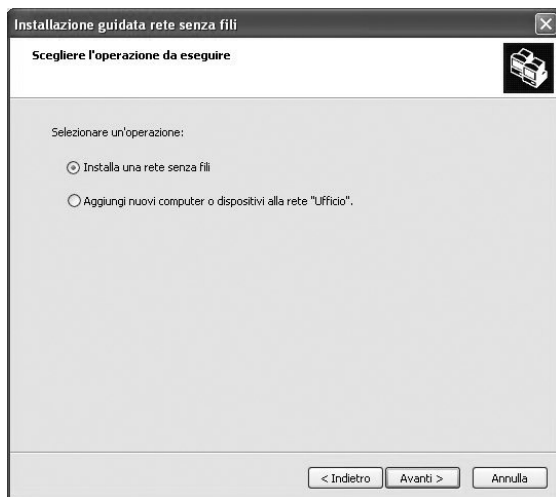 Installazione guidata rete senza fili
Scegliere l'operazione da eseguire
Selezionare un'operazione:
Installa una rete senza fili
Aggiungi nuovi computer o dispositivi alla rete "Ufficio".
< Indietro
Avanti >
Annulla